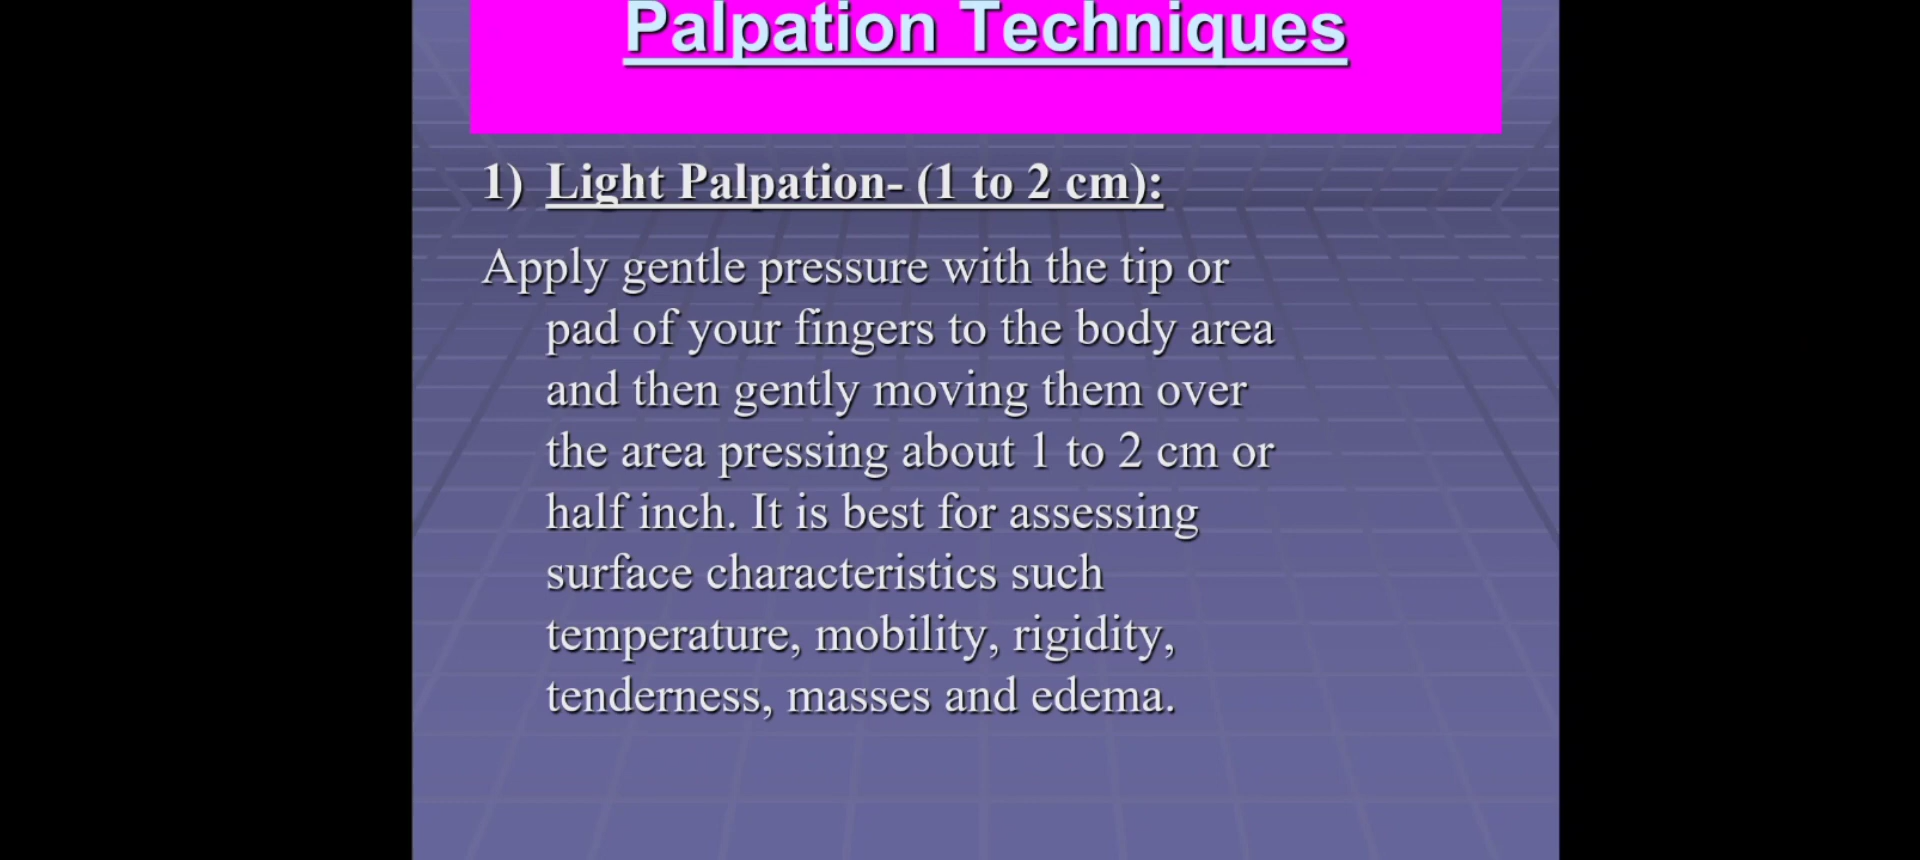 Palpation Techniques
1) Light Palpation- (1 to 2 cm):
Apply gentle pressure with the tip or
pad of your fingers to the body area
and then gently moving them over
the area pressing about 1 to 2 cm or
half inch. It is best for assessing
surface characteristics such
temperature, mobility, rigidity,
tenderness, masses and edema.